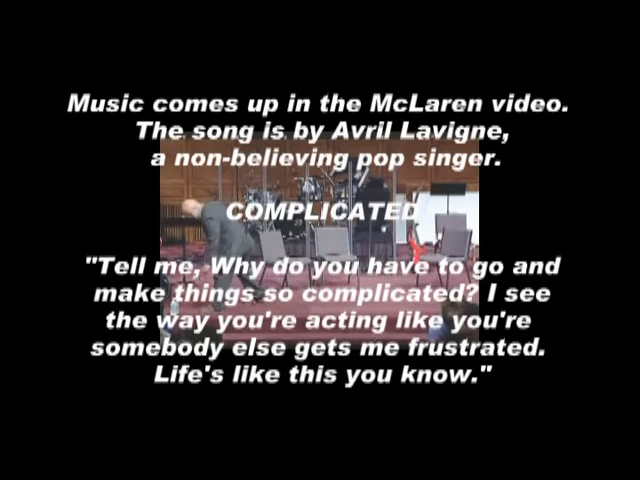 Music comes up in the McLaren video.
The song is by Avril Lavigne,
a non-believing pop singer.
COMPLICATED
"Tell me, Why do you have to go and
make things so complicated? I see
the way you're acting like you're
somebody else gets me frustrated.
Life's like this you know."